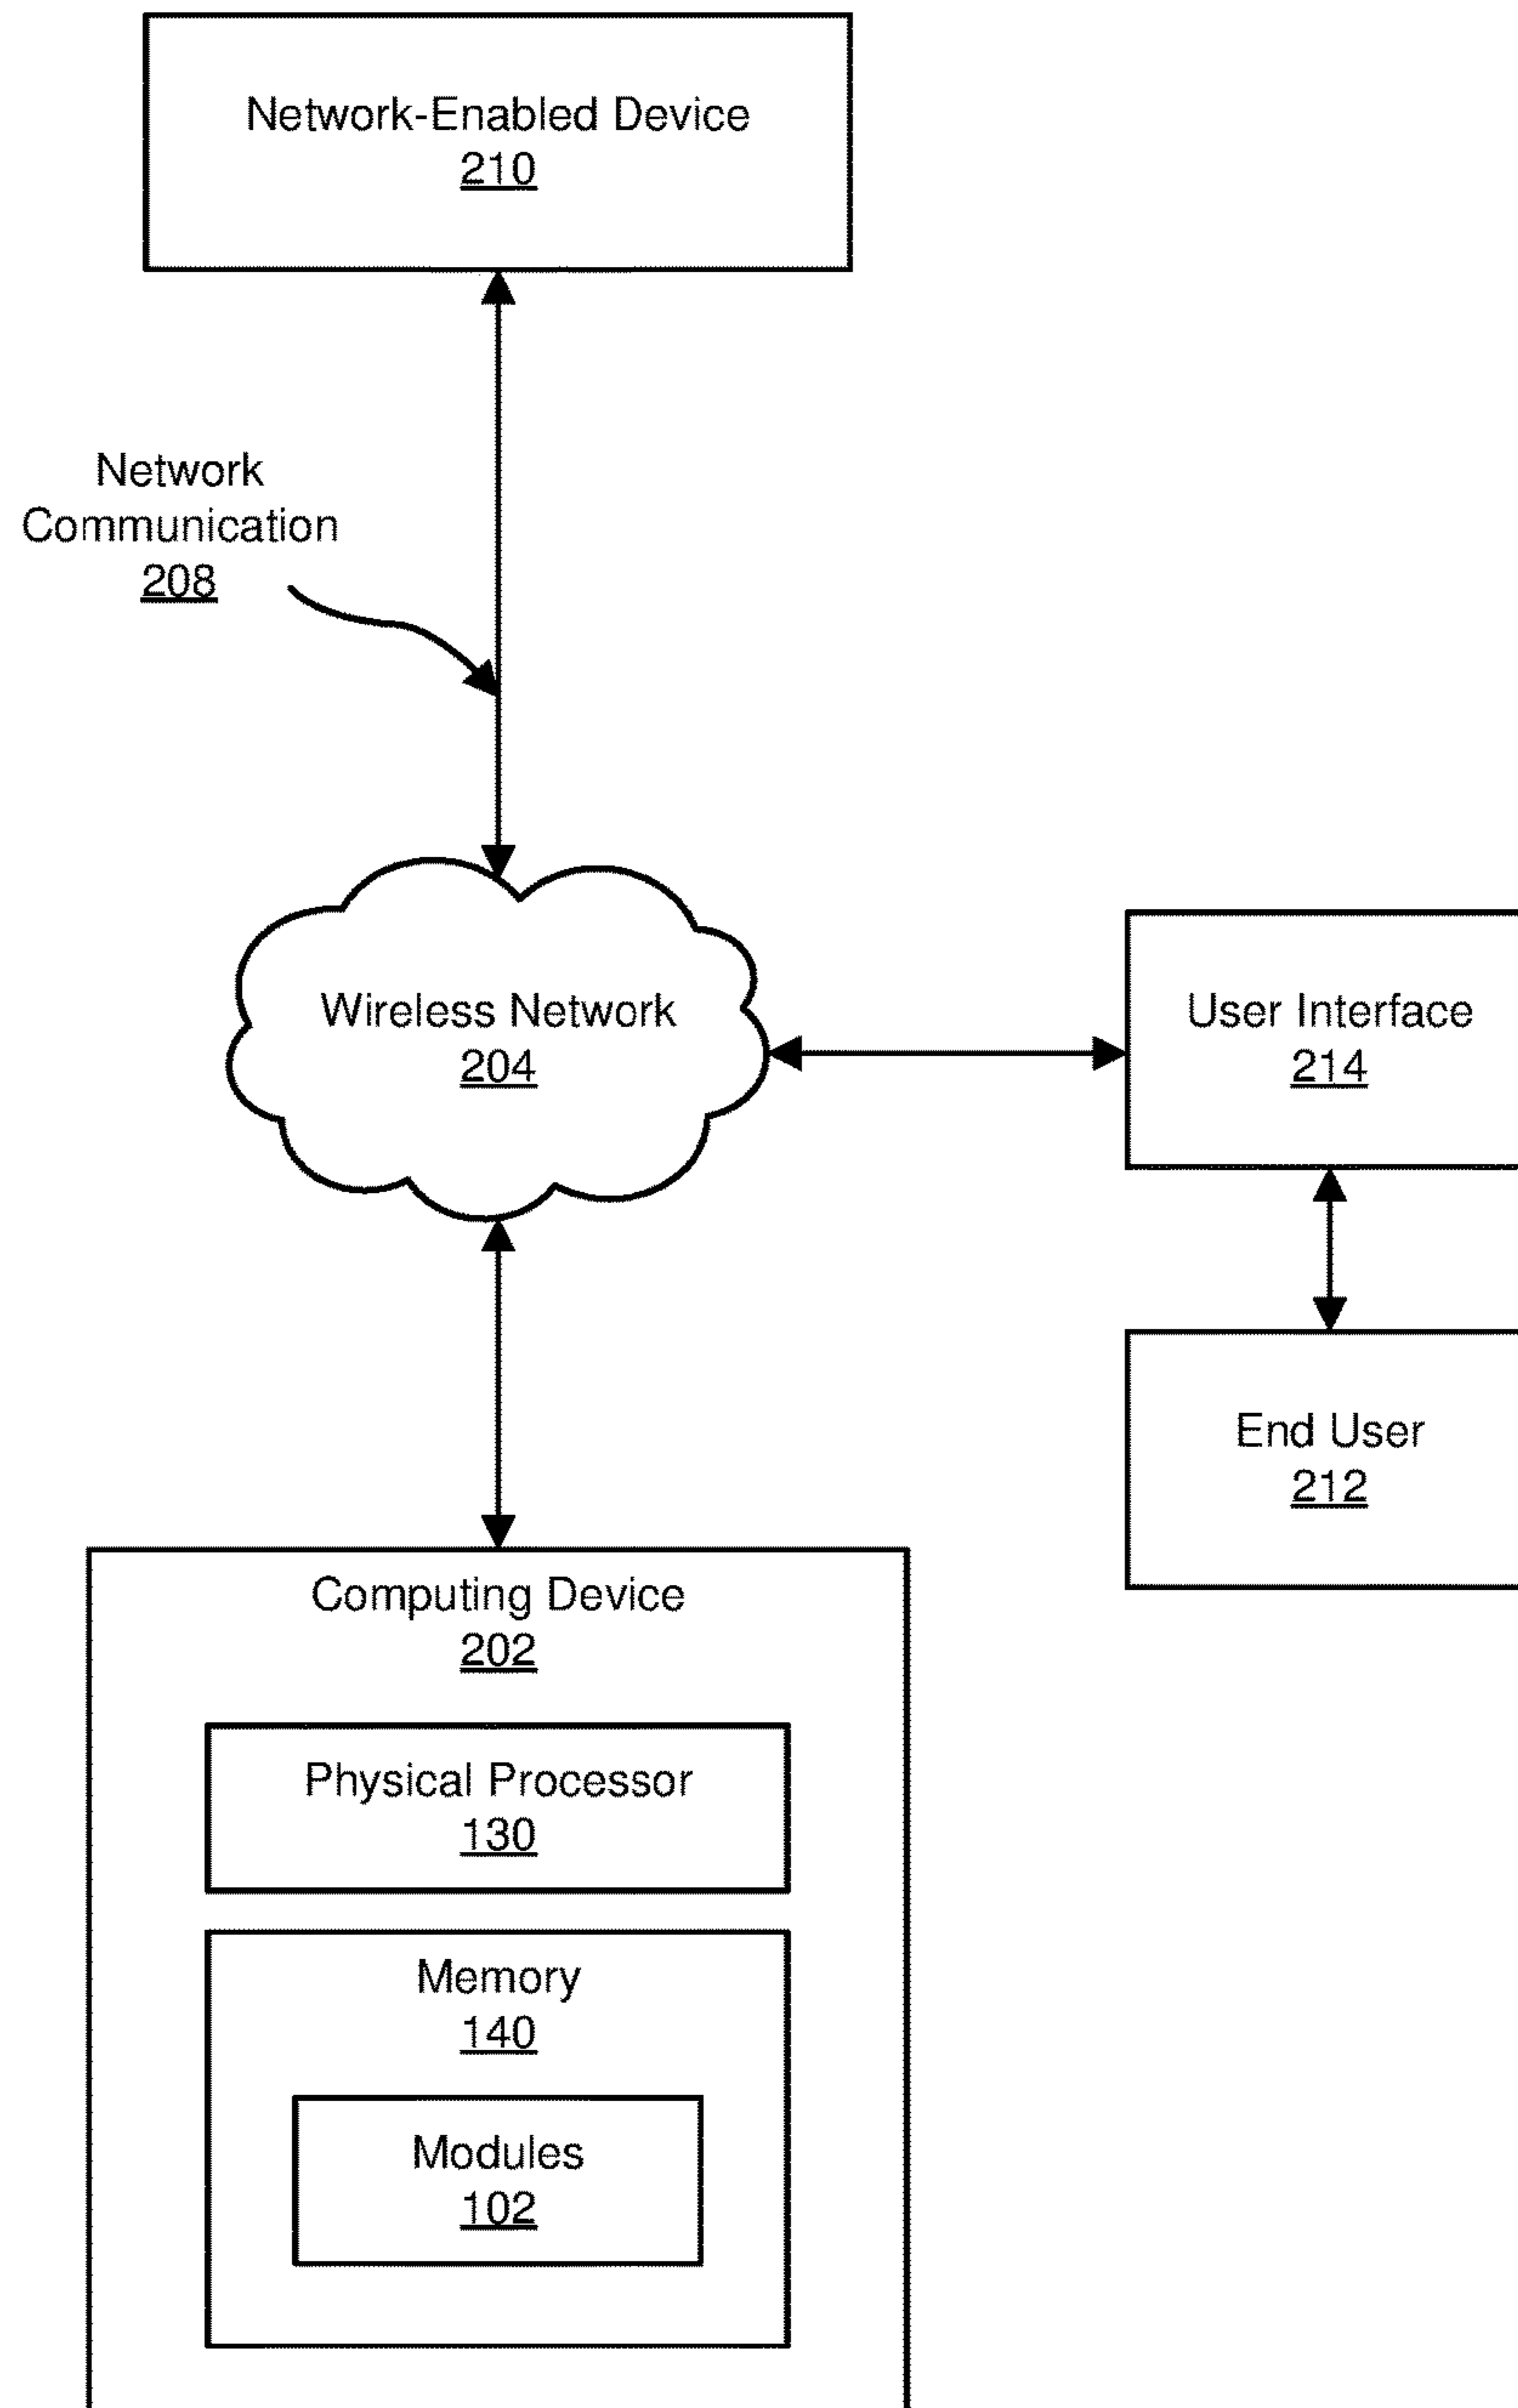 Network-Enabled Device
210
Network
Communication
208
Wireless Network
204
User Interface
214
End User
212
Computing Device
202
Physical Processor
130
Memory
140
Modules
102